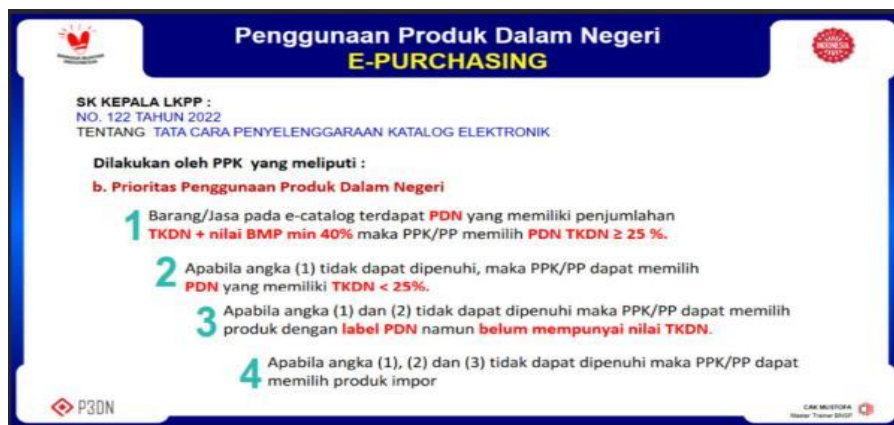 Penggunaan Produk Dalam Negeri
E-PURCHASING
INDONESIA
SK KEPALA LKPP :
NO. 122 TAHUN 2022
TENTANG TATA CARA PENYELENGGARAAN KATALOG ELEKTRONIK
Dilakukan oleh PPK yang meliputi :
b. Prioritas Penggunaan Produk Dalam Negeri
1 Barang/Jasa pada e-catalog terdapat PDN yang memiliki penjumlahan
TKDN + nilai BMP min 40% maka PPK/PP memilih PDN TKDN ≥ 25 %.
2 Apabila angka (1) tidak dapat dipenuhi, maka PPK/PP dapat memilih
PDN yang memiliki TKDN < 25%.
3 Apabila angka (1) dan (2) tidak dapat dipenuhi maka PPK/PP dapat memilih
produk dengan label PDN namun belum mempunyai nilai TKDN.
4 Apabila angka (1), (2) dan (3) tidak dapat dipenuhi maka PPK/PP dapat
memilih produk impor
P3DN
CAK MUSTOFA
Master Trainer BNSP